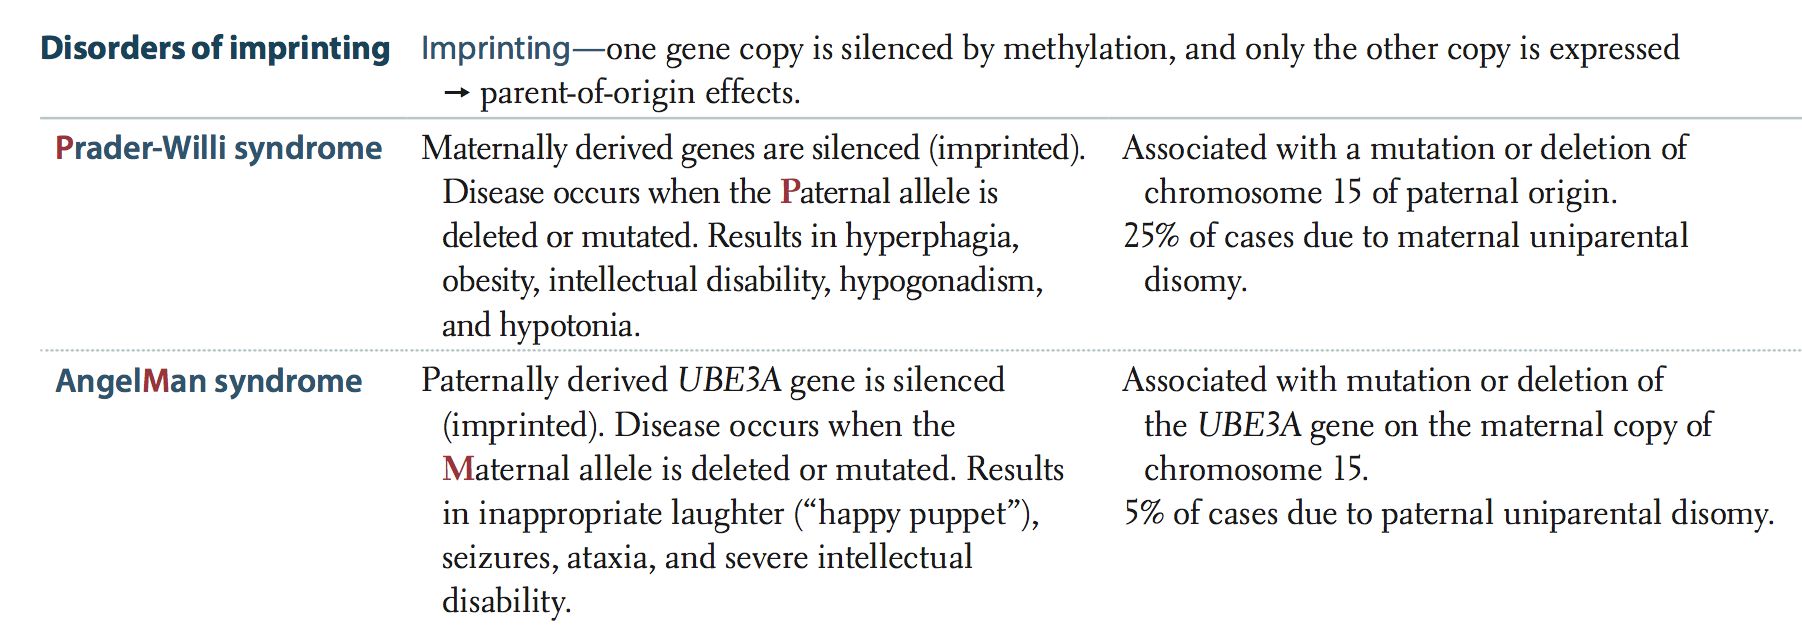 Disorders of imprinting
Imprinting—one gene copy is silenced by methylation, and only the other copy is expressed
→ parent-of-origin effects.
Prader-Willi syndrome
Maternally derived genes are silenced (imprinted).
Disease occurs when the Paternal allele is
deleted or mutated. Results in hyperphagia,
obesity, intellectual disability, hypogonadism,
and hypotonia.
Associated with a mutation or deletion of
chromosome 15 of paternal origin.
25% of cases due to maternal uniparental
disomy.
AngelMan syndrome
Paternally derived UBE3A gene is silenced
(imprinted). Disease occurs when the
Maternal allele is deleted or mutated. Results
in inappropriate laughter (“happy puppet”),
seizures, ataxia, and severe intellectual
disability.
Associated with mutation or deletion of
the UBE3A gene on the maternal copy of
chromosome 15.
5% of cases due to paternal uniparental disomy.